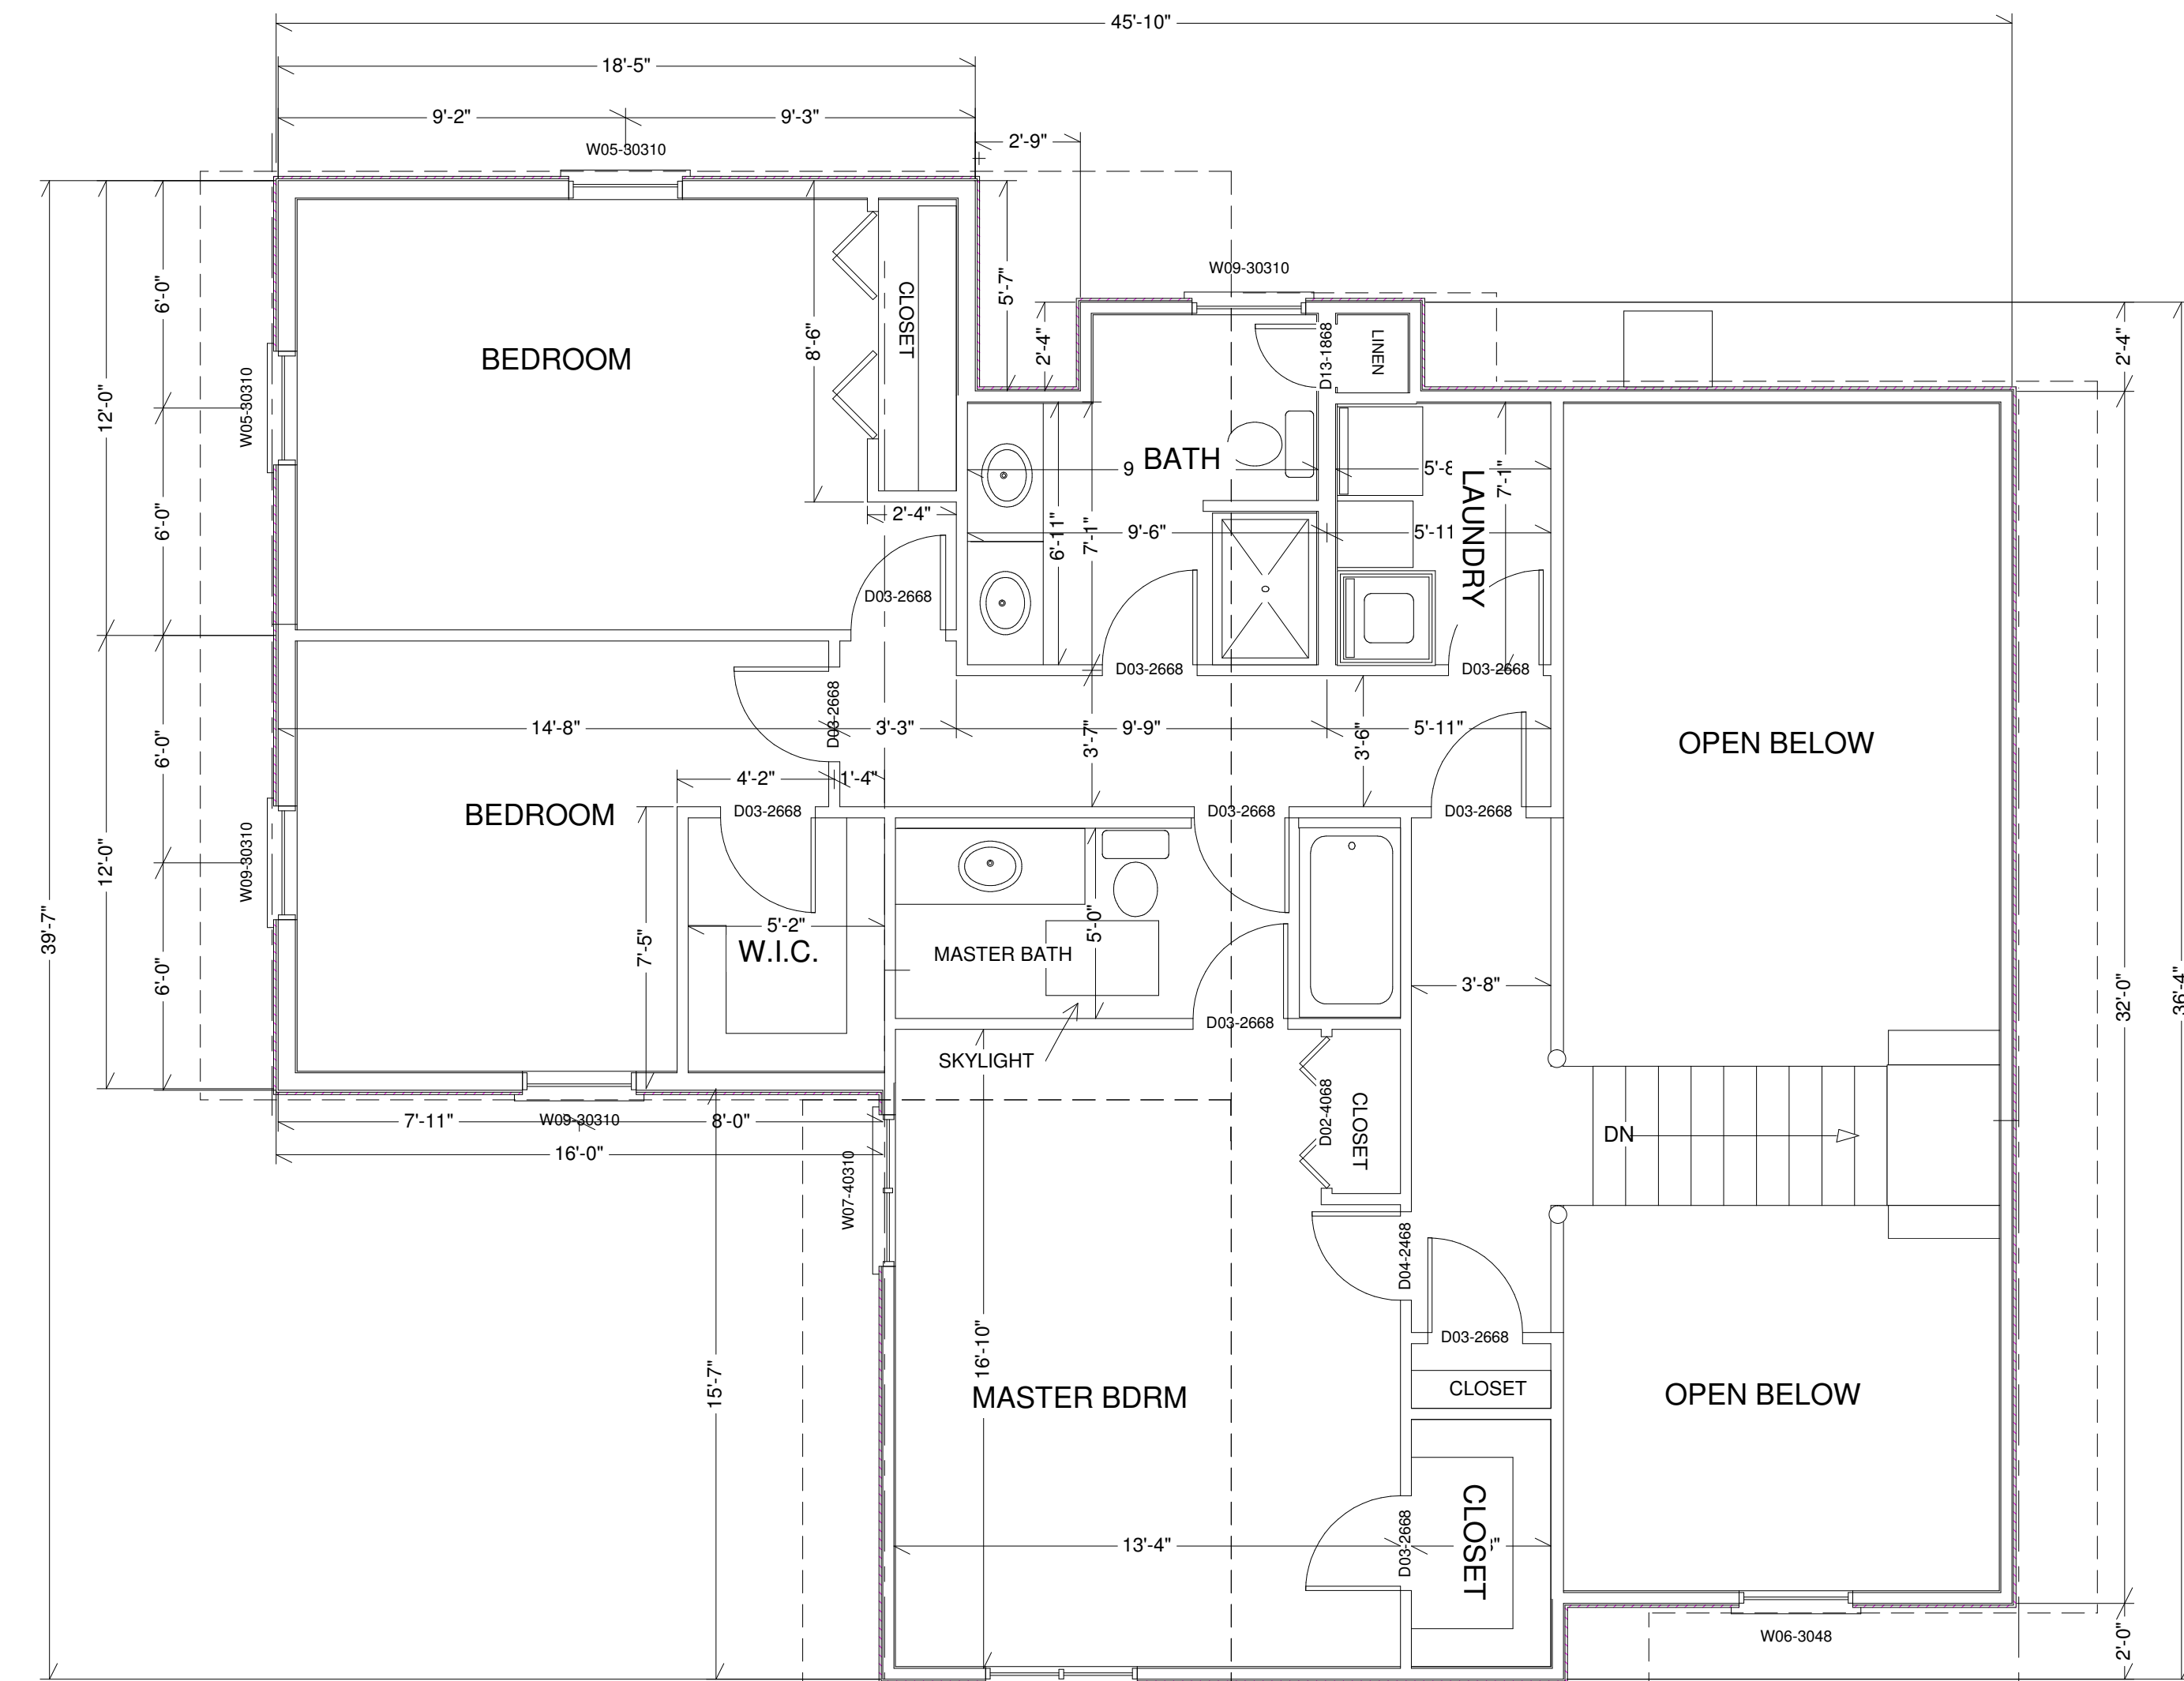 45'-10"
18'-5"
9'-2"
9'-3"
2'-9"
W05-30310
W09-30310
6'-0"
5'-7"
CLOSET
LINEN
D13-1868
2'-4"
2'-4"
8'-6"
BEDROOM
W05-30310
12'-0"
BATH
9
5'-8
LAUNDRY
7'-1"
2'-4"
6'-0"
9'-6"
5'-11
6'-11"
7'-1"
D03-2668
D03-2668
D03-2668
D03-2668
14'-8"
3'-3"
9'-9"
5'-11"
3'-7"
3'-6"
OPEN BELOW
6'-0"
4'-2"
1'-4"
D03-2668
D03-2668
D03-2668
BEDROOM
W09-30310
12'-0"
39'-7"
5'-2"
5'-0"
7'-5"
W.I.C.
MASTER BATH
6'-0"
3'-8"
32'-0"
36'-4"
D03-2668
SKYLIGHT
7'-11"
W09-30310
8'-0"
16'-0"
D02-4068
CLOSET
DN
W07-40310
D04-2468
D03-2668
16'-10"
15'-7"
MASTER BDRM
CLOSET
OPEN BELOW
13'-4"
D03-2668
CLOSET
"
W06-3048
2'-0"